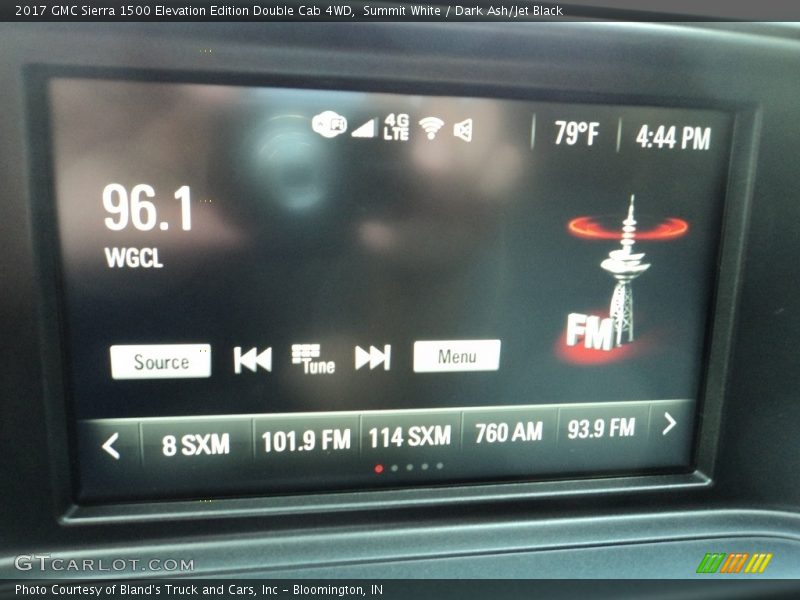 2017 GMC Sierra 1500 Elevation Edition Double Cab 4WD,  Summit White / Dark Ash/Jet Black
4G LTE
79°F
4:44 PM
96.1
WGCL
FM
Source
Tune
Menu
8 SXM
101.9 FM
114 SXM
760 AM
93.9 FM
GTCARLOT.COM
Photo Courtesy of Bland's Truck and Cars, Inc - Bloomington, IN